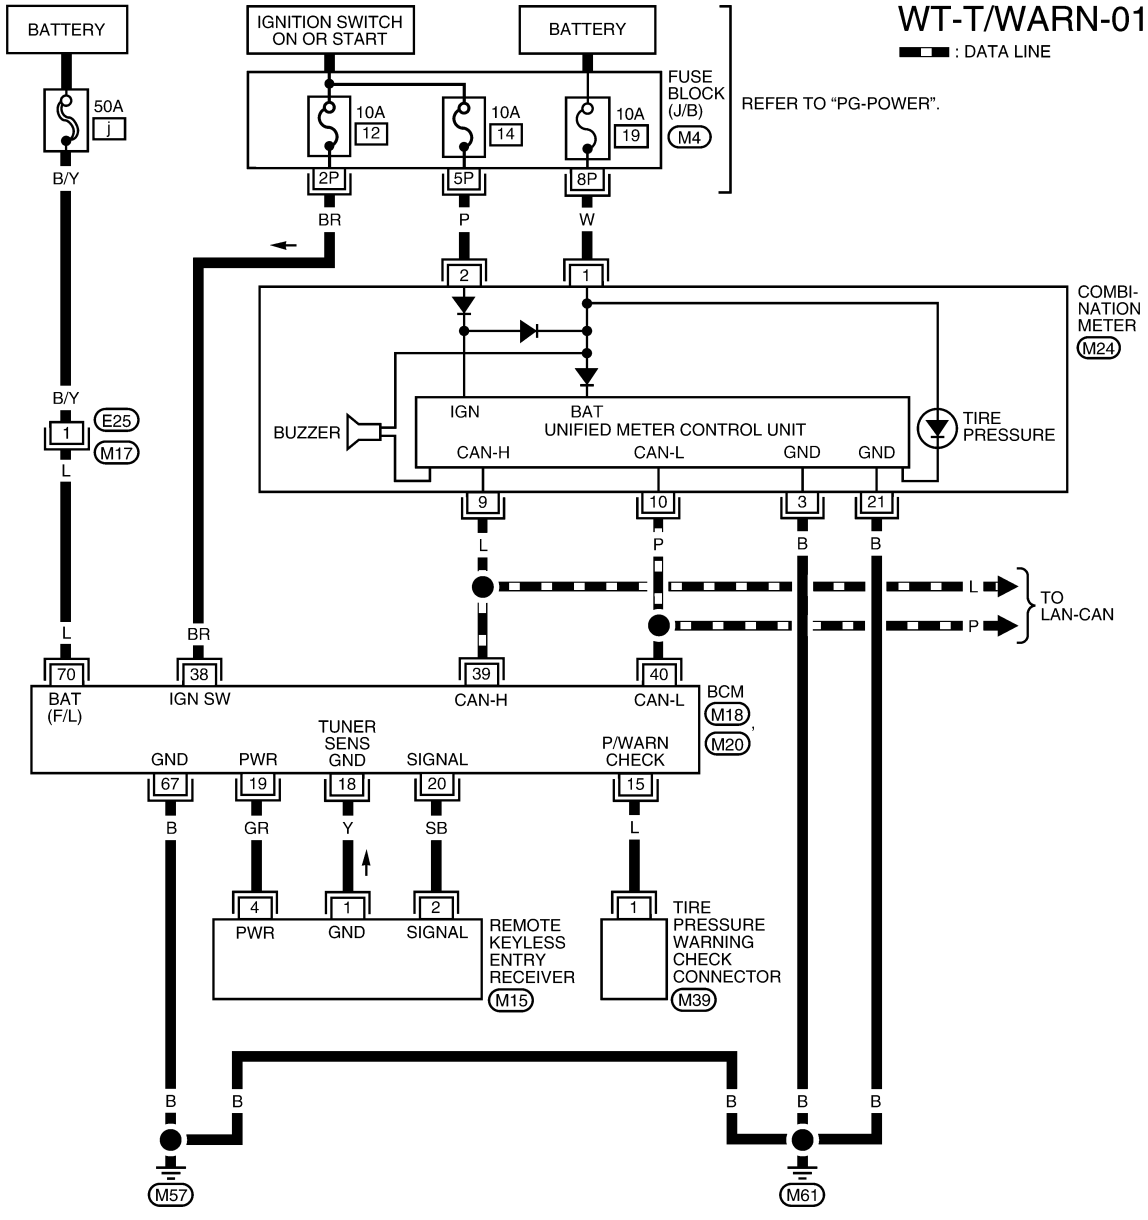 WT-T/WARN-01
: DATA LINE
BATTERY
IGNITION SWITCH
ON OR START
BATTERY
50A
j
10A
12
10A
14
10A
19
FUSE
BLOCK
(J/B)
M4
REFER TO “PG-POWER”.
2P
5P
8P
B/Y
BR
P
W
2
1
COMBI-
NATION
METER
M24
B/Y
1
E25
M17
L
IGN
BAT
UNIFIED METER CONTROL UNIT
BUZZER
TIRE
PRESSURE
CAN-H
CAN-L
GND
GND
9
10
3
21
L
P
B
B
L
P
TO
LAN-CAN
L
BR
70
38
39
40
BAT
(F/L)
IGN SW
CAN-H
CAN-L
BCM
M18
,
M20
GND
PWR
TUNER
SENS
GND
SIGNAL
P/WARN
CHECK
67
19
18
20
15
B
GR
Y
SB
L
4
1
2
1
PWR
GND
SIGNAL
REMOTE
KEYLESS
ENTRY
RECEIVER
M15
TIRE
PRESSURE
WARNING
CHECK
CONNECTOR
M39
B
B
B
B
B
M57
M61